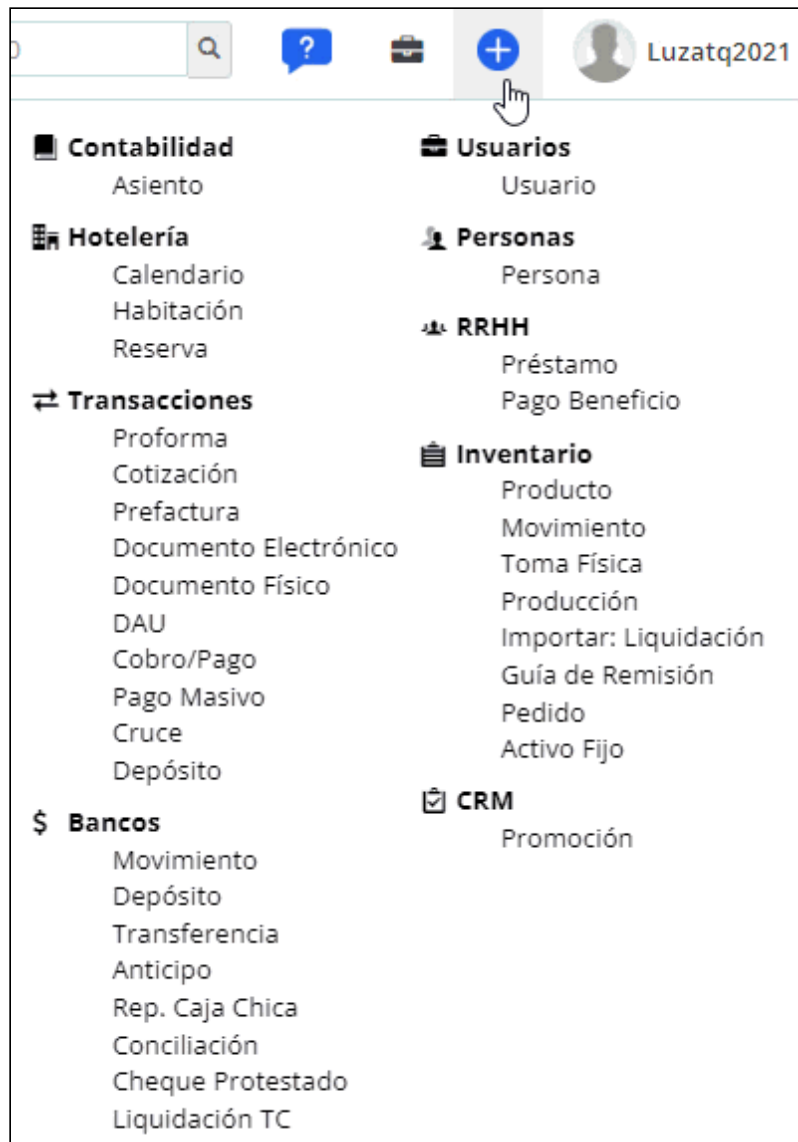 ?
Luzatq2021
Contabilidad
Asiento
Hotelería
Calendario
Habitación
Reserva
Transacciones
Proforma
Cotización
Prefactura
Documento Electrónico
Documento Físico
DAU
Cobro/Pago
Pago Masivo
Cruce
Depósito
$ Bancos
Movimiento
Depósito
Transferencia
Anticipo
Rep. Caja Chica
Conciliación
Cheque Protestado
Liquidación TC
Usuarios
Usuario
Personas
Persona
RRHH
Préstamo
Pago Beneficio
Inventario
Producto
Movimiento
Toma Física
Producción
Importar: Liquidación
Guía de Remisión
Pedido
Activo Fijo
CRM
Promoción